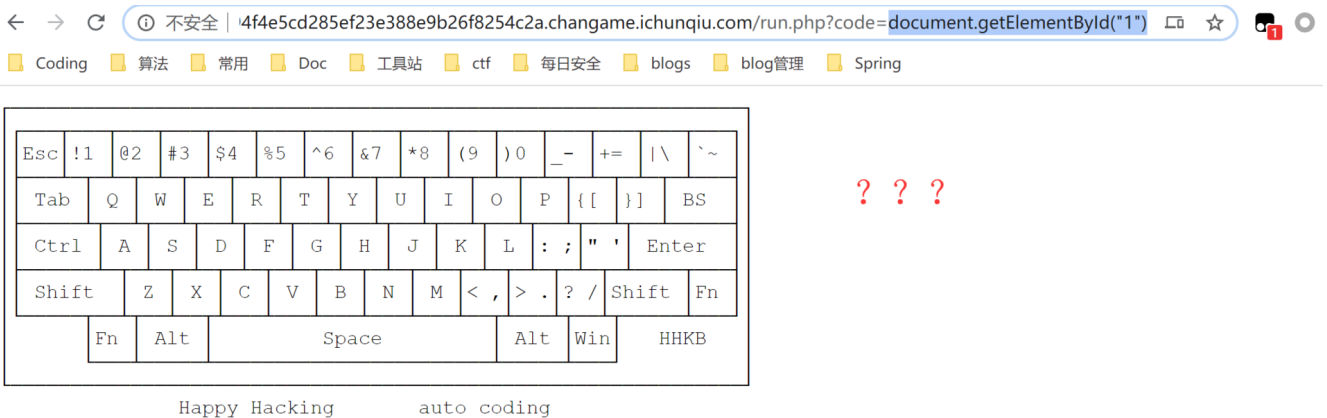 不安全 04f4e5cd285ef23e388e9b26f8254c2a.changame.ichunqiu.com/run.php?code=document.getElementById("1")
1
Coding 算法 常用 Doc 工具站 ctf 每日安全 blogs blog管理 Spring
Esc !1 @2 #3 $4 %5 ^6 &7 *8 (9 )0 _- += |\ `~
Tab Q W E R T Y U I O P {[ }] BS
？？？
Ctrl A S D F G H J K L : ; " ' Enter
Shift Z X C V B N M < , > . ? / Shift Fn
Fn Alt Space Alt Win HHKB
Happy Hacking auto coding